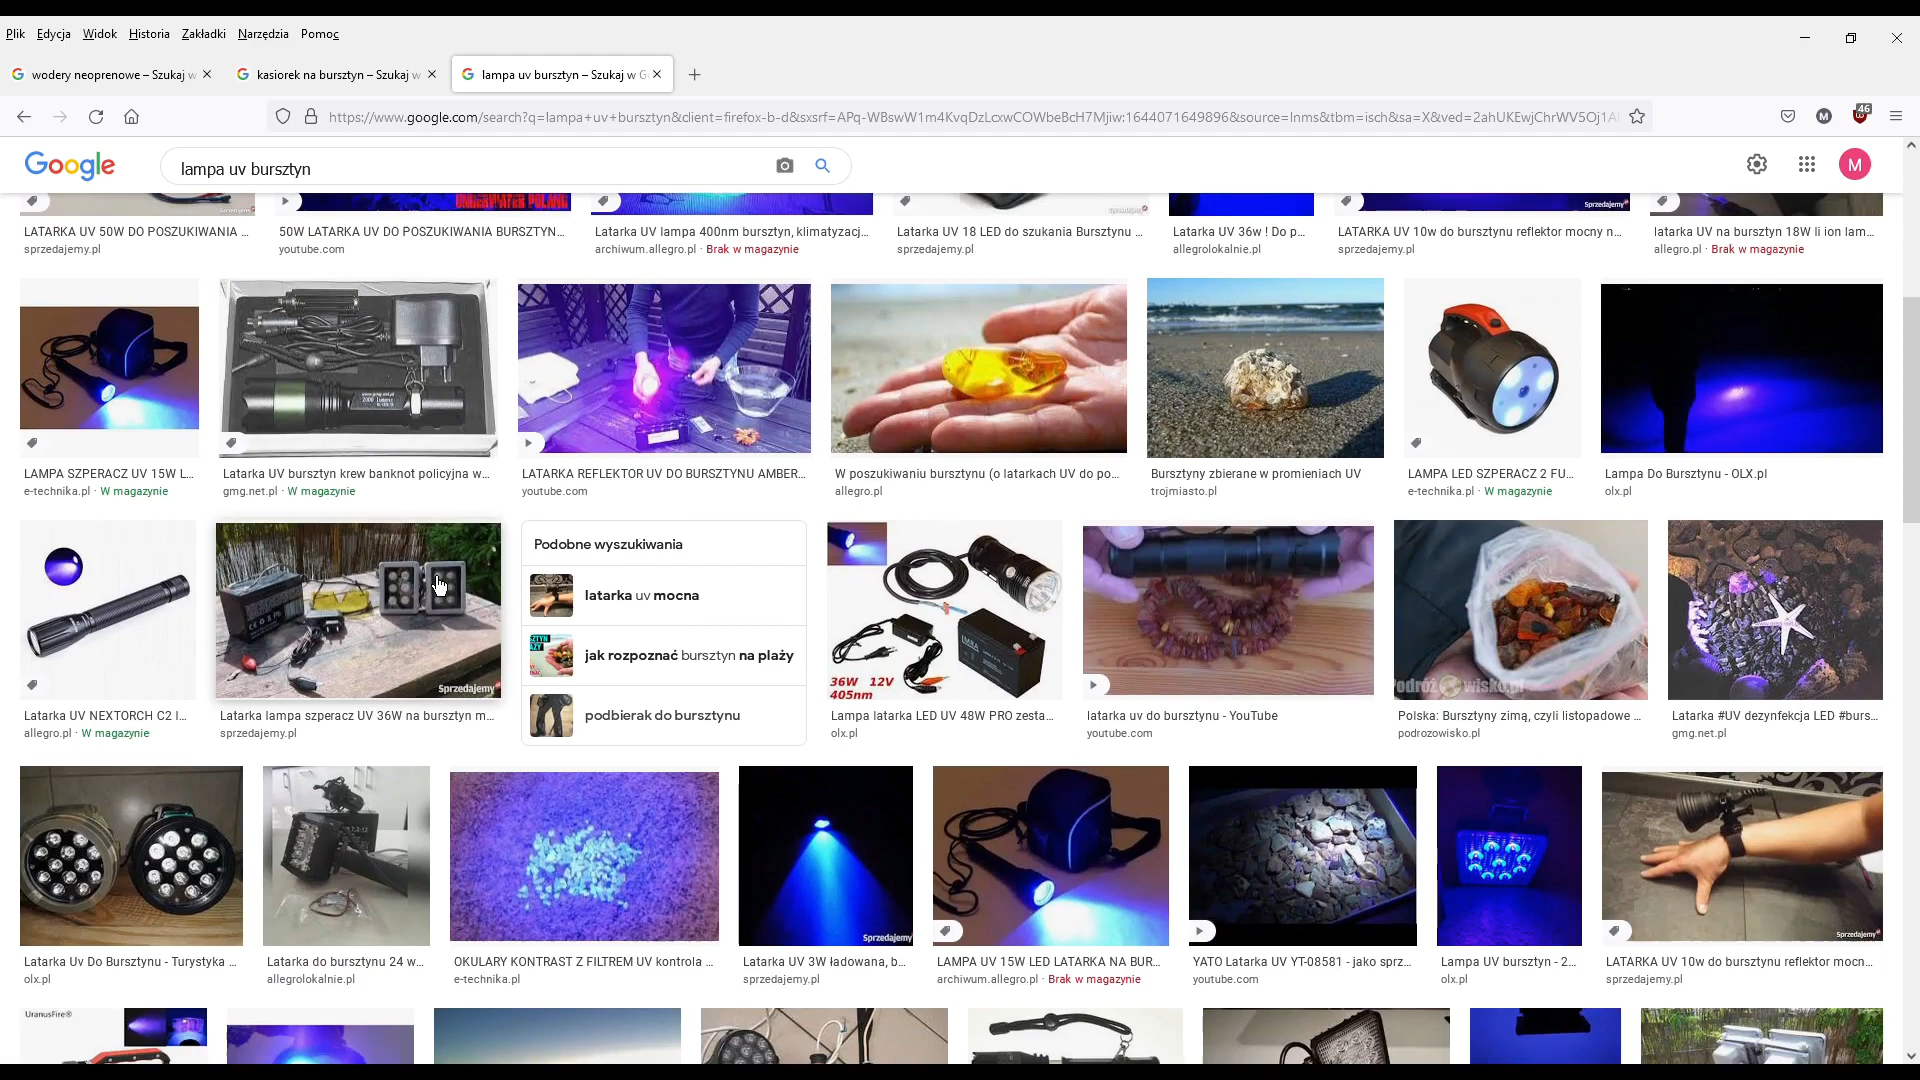 Plik Edycja Widok Historia Zakładki Narzędzia Pomoc
wodery neoprenowe – Szukaj w
kasiorek na bursztyn – Szukaj w
lampa uv bursztyn – Szukaj w G
https://www.google.com/search?q=lampa+uv+bursztyn&client=firefox-b-d&sxsrf=APq-WBswW1m4KvqDzLcxwCOWbeBcH7Mjiw:1644071649896&source=lnms&tbm=isch&sa=X&ved=2ahUKEwjChrWV5Oj1A
46
M
Google
lampa uv bursztyn
M
UNDERWATER POLAND
Sprzedajemy
Sprzedajemy
Sprzedajemy
LATARKA UV 50W DO POSZUKIWANIA ...
sprzedajemy.pl
50W LATARKA UV DO POSZUKIWANIA BURSZTYN...
youtube.com
Latarka UV lampa 400nm bursztyn, klimatyzacj...
archiwum.allegro.pl · Brak w magazynie
Latarka UV 18 LED do szukania Bursztynu ...
sprzedajemy.pl
Latarka UV 36w ! Do p...
allegrolokalnie.pl
LATARKA UV 10w do bursztynu reflektor mocny n...
sprzedajemy.pl
latarka UV na bursztyn 18W li ion lam...
allegro.pl · Brak w magazynie
LAMPA SZPERACZ UV 15W L...
e-technika.pl · W magazynie
Latarka UV bursztyn krew banknot policyjna w...
gmg.net.pl · W magazynie
LATARKA REFLEKTOR UV DO BURSZTYNU AMBER...
youtube.com
W poszukiwaniu bursztynu (o latarkach UV do po...
allegro.pl
Bursztyny zbierane w promieniach UV
trojmiasto.pl
LAMPA LED SZPERACZ 2 FU...
e-technika.pl · W magazynie
Lampa Do Bursztynu - OLX.pl
olx.pl
Sprzedajemy
Podobne wyszukiwania
latarka uv mocna
jak rozpoznać bursztyn na plaży
podbierak do bursztynu
36W 12V
405nm
Latarka UV NEXTORCH C2 l...
allegro.pl · W magazynie
Latarka lampa szperacz UV 36W na bursztyn m...
sprzedajemy.pl
Lampa latarka LED UV 48W PRO zesta...
olx.pl
latarka uv do bursztynu - YouTube
youtube.com
Polska: Bursztyny zimą, czyli listopadowe ...
podrozowisko.pl
Latarka #UV dezynfekcja LED #burs...
gmg.net.pl
Sprzedajemy
Sprzedajemy
Latarka Uv Do Bursztynu - Turystyka ...
olx.pl
Latarka do bursztynu 24 w...
allegrolokalnie.pl
OKULARY KONTRAST Z FILTREM UV kontrola ...
e-technika.pl
Latarka UV 3W ładowana, b...
sprzedajemy.pl
LAMPA UV 15W LED LATARKA NA BUR...
archiwum.allegro.pl · Brak w magazynie
YATO Latarka UV YT-08581 - jako sprz...
youtube.com
Lampa UV bursztyn - 2...
olx.pl
LATARKA UV 10w do bursztynu reflektor mocn...
sprzedajemy.pl
UranusFire®